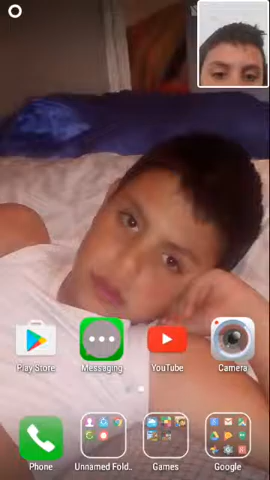 Play Store
Messaging
YouTube
Camera
Phone
Unnamed Fold..
Games
Google